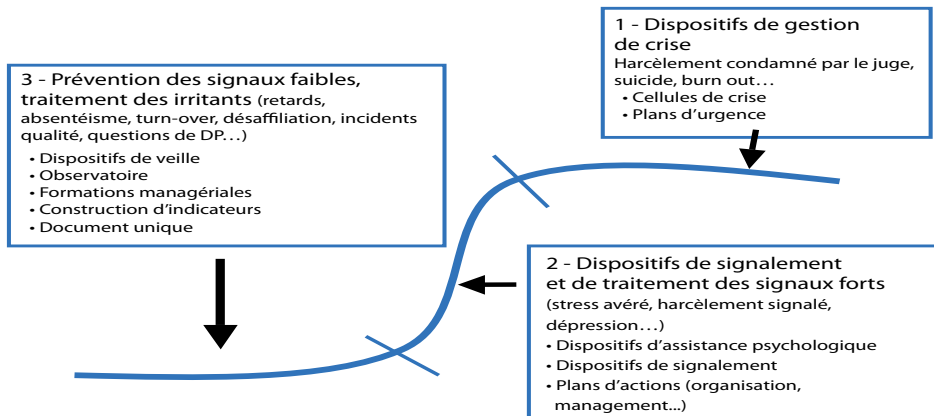 1 - Dispositifs de gestion
de crise
Harcèlement condamné par le juge,
suicide, burn out…
• Cellules de crise
• Plans d’urgence
3 - Prévention des signaux faibles,
traitement des irritants (retards,
absentéisme, turn-over, désaffiliation, incidents
qualité, questions de DP…)
• Dispositifs de veille
• Observatoire
• Formations managériales
• Construction d’indicateurs
• Document unique
2 - Dispositifs de signalement
et de traitement des signaux forts
(stress avéré, harcèlement signalé,
dépression…)
• Dispositifs d’assistance psychologique
• Dispositifs de signalement
• Plans d’actions (organisation,
management...)